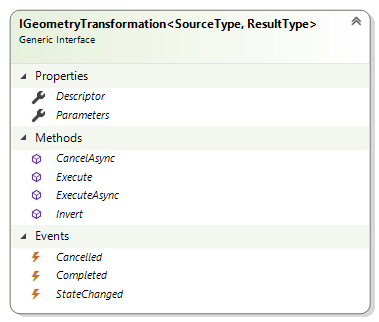 IGeometryTransformation<SourceType, ResultType>
Generic Interface
Properties
Descriptor
Parameters
Methods
CancelAsync
Execute
ExecuteAsync
Invert
Events
Cancelled
Completed
StateChanged